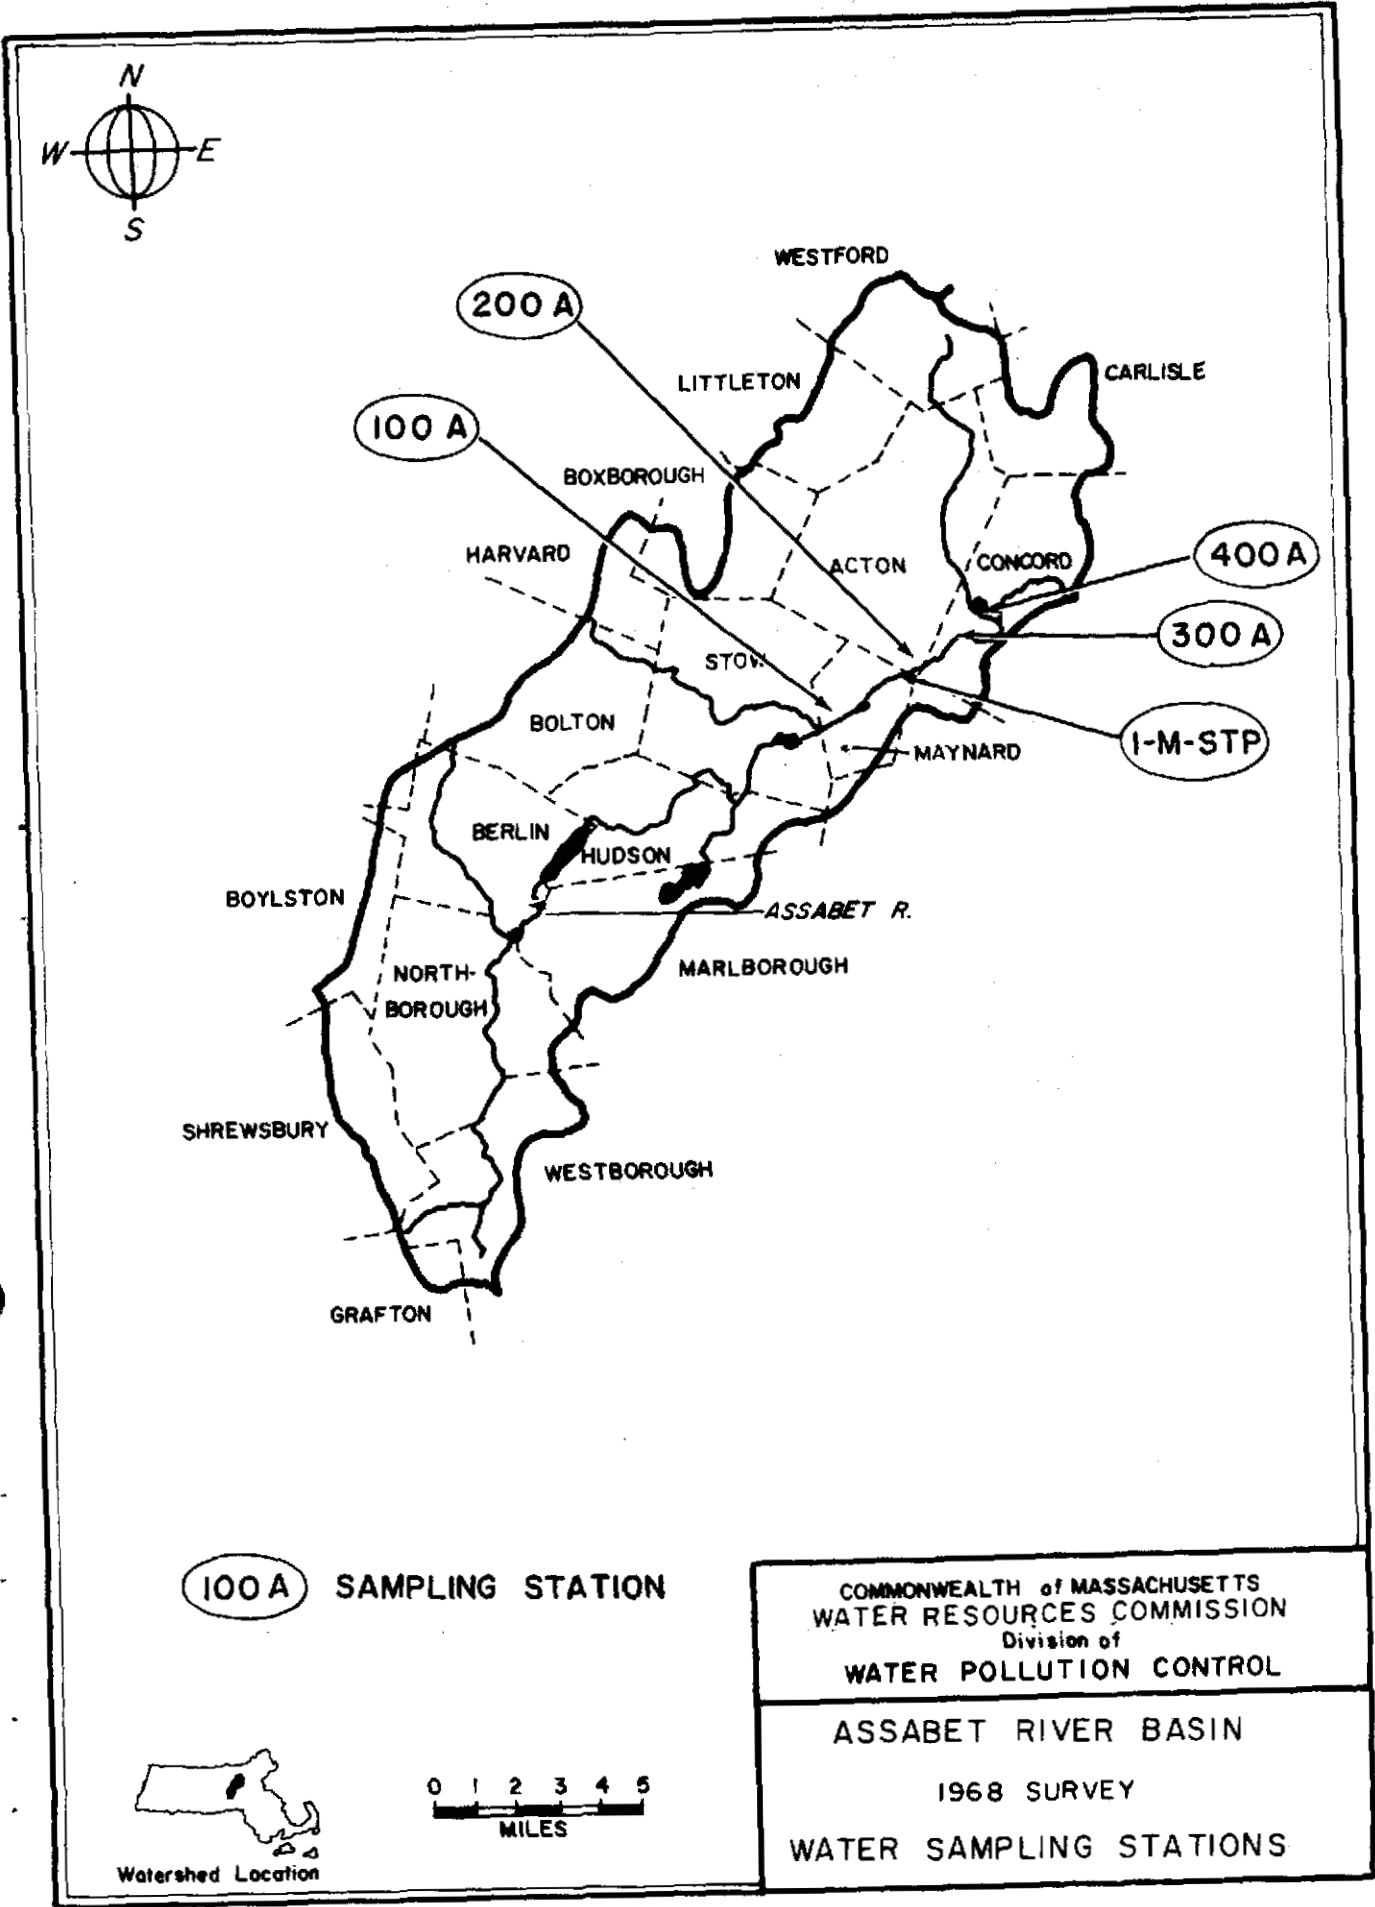 N
W E
S
WESTFORD
200 A
LITTLETON
CARLISLE
100 A
BOXBOROUGH
HARVARD
ACTON
CONCORD
400 A
300 A
STOW
BOLTON
1-M-STP
MAYNARD
BERLIN
HUDSON
BOYLSTON
ASSABET R.
MARLBOROUGH
NORTH-
BOROUGH
SHREWSBURY
WESTBOROUGH
GRAFTON
100 A SAMPLING STATION
COMMONWEALTH of MASSACHUSETTS
WATER RESOURCES COMMISSION
Division of
WATER POLLUTION CONTROL
ASSABET RIVER BASIN
1968 SURVEY
WATER SAMPLING STATIONS
0 1 2 3 4 5
MILES
Watershed Location